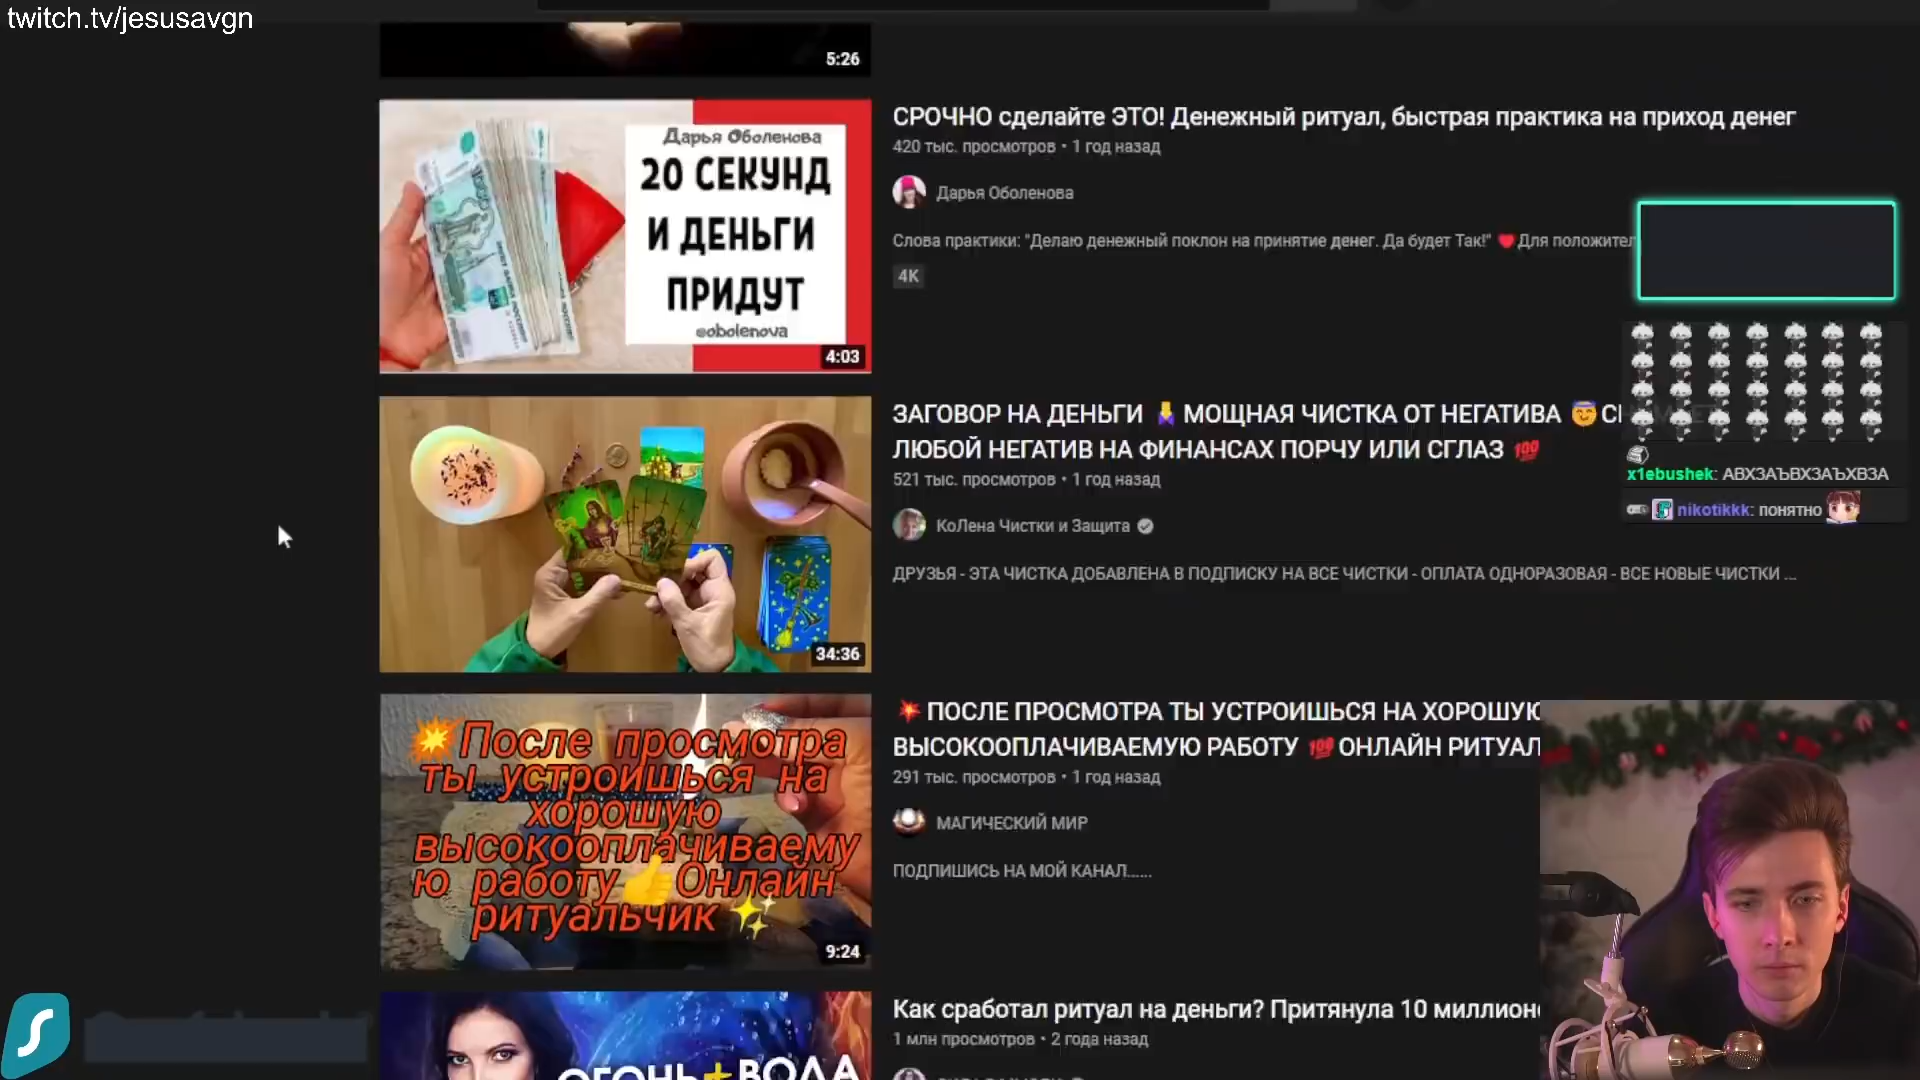 twitch.tv/jesusavgn
5:26
Дарья Оболенова
20 СЕКУНД
И ДЕНЬГИ
ПРИДУТ
@obolenova
4:03
СРОЧНО сделайте ЭТО! Денежный ритуал, быстрая практика на приход денег
420 тыс. просмотров • 1 год назад
Дарья Оболенова
Слова практики: "Делаю денежный поклон на принятие денег. Да будет Так!" ❤️Для положител
4K
34:36
ЗАГОВОР НА ДЕНЬГИ 🧘‍♀️ МОЩНАЯ ЧИСТКА ОТ НЕГАТИВА 😇
ЛЮБОЙ НЕГАТИВ НА ФИНАНСАХ ПОРЧУ ИЛИ СГЛАЗ 💯
521 тыс. просмотров • 1 год назад
КоЛена Чистки и Защита
ДРУЗЬЯ - ЭТА ЧИСТКА ДОБАВЛЕНА В ПОДПИСКУ НА ВСЕ ЧИСТКИ - ОПЛАТА ОДНОРАЗОВАЯ - ВСЕ НОВЫЕ ЧИСТКИ ...
x1ebushek: АВХЗАЪВХЗАЪХВЗА
nikotikkk: понятно
💥После просмотра
ты устроишься на
хорошую
высокооплачиваему
ю работу👍Онлайн
ритуальчик ✨
9:24
💥 ПОСЛЕ ПРОСМОТРА ТЫ УСТРОИШЬСЯ НА ХОРОШУЮ
ВЫСОКООПЛАЧИВАЕМУЮ РАБОТУ 💯 ОНЛАЙН РИТУАЛ
291 тыс. просмотров • 1 год назад
МАГИЧЕСКИЙ МИР
ПОДПИШИСЬ НА МОЙ КАНАЛ......
ОГОНЬ+ВОДА
Как сработал ритуал на деньги? Притянула 10 миллионо
1 млн просмотров • 2 года назад